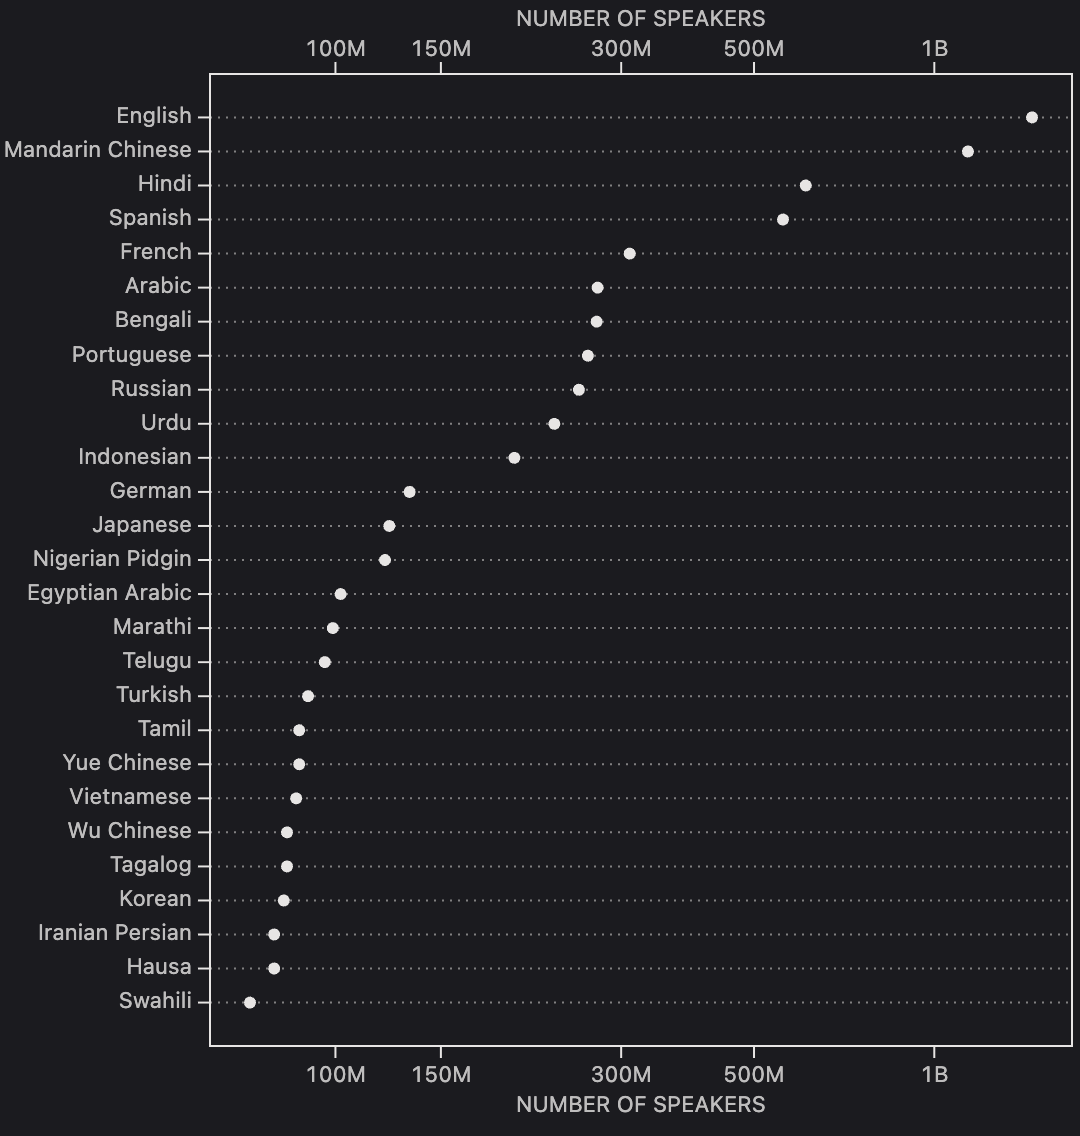 NUMBER OF SPEAKERS
100M 150M 300M 500M 1B
English
Mandarin Chinese
Hindi
Spanish
French
Arabic
Bengali
Portuguese
Russian
Urdu
Indonesian
German
Japanese
Nigerian Pidgin
Egyptian Arabic
Marathi
Telugu
Turkish
Tamil
Yue Chinese
Vietnamese
Wu Chinese
Tagalog
Korean
Iranian Persian
Hausa
Swahili
100M 150M 300M 500M 1B
NUMBER OF SPEAKERS